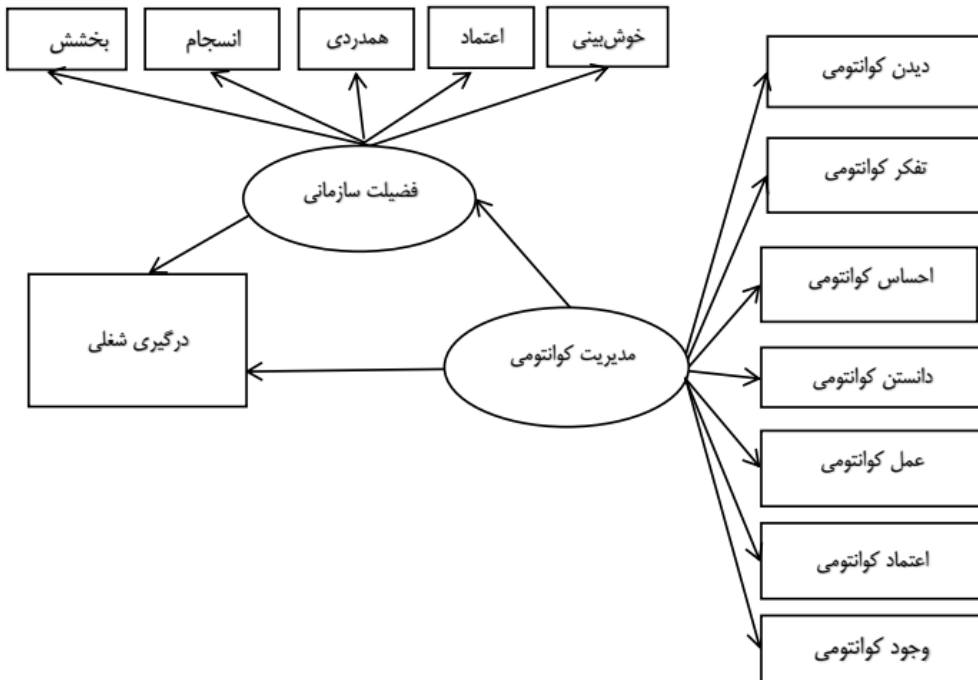 خوش‌بینی
اعتماد
همدردی
انسجام
بخشش
فضیلت سازمانی
درگیری شغلی
مدیریت کوانتومی
دیدن کوانتومی
تفکر کوانتومی
احساس کوانتومی
دانستن کوانتومی
عمل کوانتومی
اعتماد کوانتومی
وجود کوانتومی